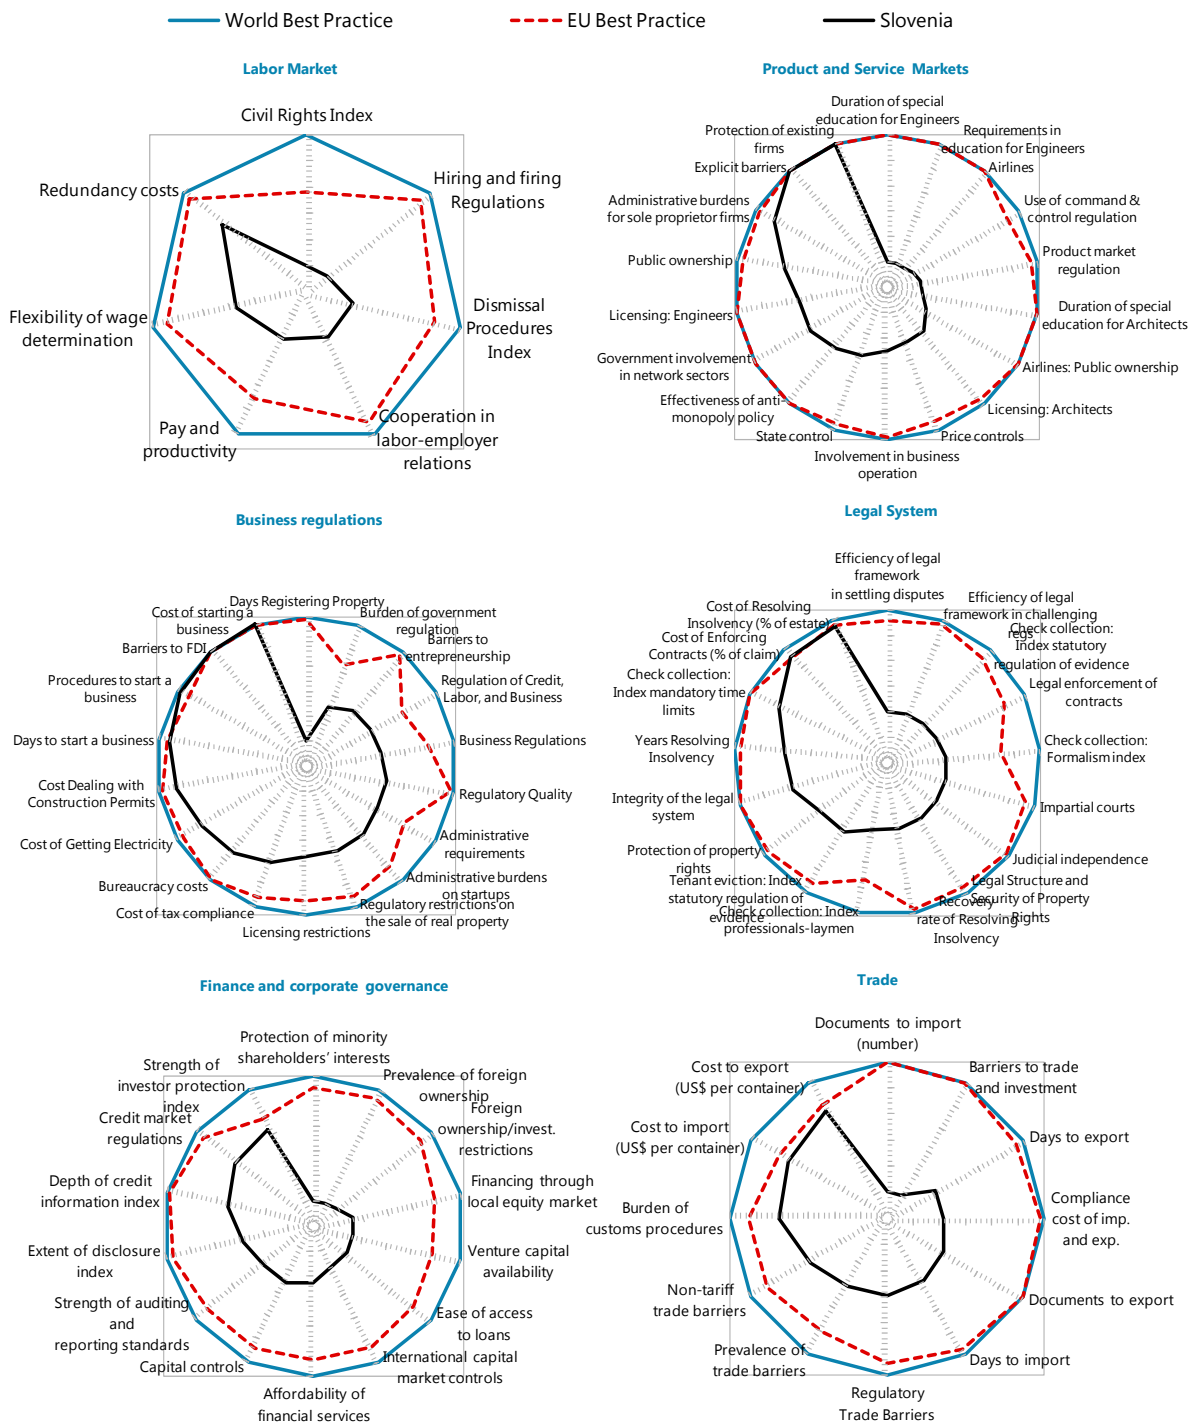 World Best Practice
EU Best Practice
Slovenia
Labor Market
Civil Rights Index
Hiring and firing
Regulations
Dismissal
Procedures
Index
Cooperation in
labor-employer
relations
Pay and
productivity
Flexibility of wage
determination
Redundancy costs
Product and Service Markets
Duration of special
education for Engineers
Requirements in
education for Engineers
Airlines
Use of command &
control regulation
Product market
regulation
Duration of special
education for Architects
Airlines: Public ownership
Licensing: Architects
Price controls
Involvement in business
operation
State control
Effectiveness of anti-
monopoly policy
Government involvement
in network sectors
Licensing: Engineers
Public ownership
Administrative burdens
for sole proprietor firms
Explicit barriers
Protection of existing
firms
Business regulations
Days Registering Property
Burden of government
regulation
Barriers to
entrepreneurship
Regulation of Credit,
Labor, and Business
Business Regulations
Regulatory Quality
Administrative
requirements
Administrative burdens
on startups
Regulatory restrictions on
the sale of real property
Licensing restrictions
Cost of tax compliance
Bureaucracy costs
Cost of Getting Electricity
Cost Dealing with
Construction Permits
Days to start a business
Procedures to start a
business
Barriers to FDI
Cost of starting a
business
Legal System
Efficiency of legal
framework
in settling disputes
Efficiency of legal
framework in challenging
regs
Check collection:
Index statutory
regulation of evidence
Legal enforcement of
contracts
Check collection:
Formalism index
Impartial courts
Judicial independence
Legal Structure and
Security of Property
Rights
Recovery
rate of Resolving
Insolvency
Check collection: Index
professionals-laymen
Tenant eviction: Index
statutory regulation of
evidence
Protection of property
rights
Integrity of the legal
system
Years Resolving
Insolvency
Check collection:
Index mandatory time
limits
Cost of Enforcing
Contracts (% of claim)
Cost of Resolving
Insolvency (% of estate)
Finance and corporate governance
Protection of minority
shareholders' interests
Prevalence of foreign
ownership
Foreign
ownership/invest.
restrictions
Financing through
local equity market
Venture capital
availability
Ease of access
to loans
International capital
market controls
Affordability of
financial services
Capital controls
Strength of auditing
and
reporting standards
Extent of disclosure
index
Depth of credit
information index
Credit market
regulations
Strength of
investor protection
index
Trade
Documents to import
(number)
Barriers to trade
and investment
Days to export
Compliance
cost of imp.
and exp.
Documents to export
Days to import
Regulatory
Trade Barriers
Prevalence of
trade barriers
Non-tariff
trade barriers
Burden of
customs procedures
Cost to import
(US$ per container)
Cost to export
(US$ per container)